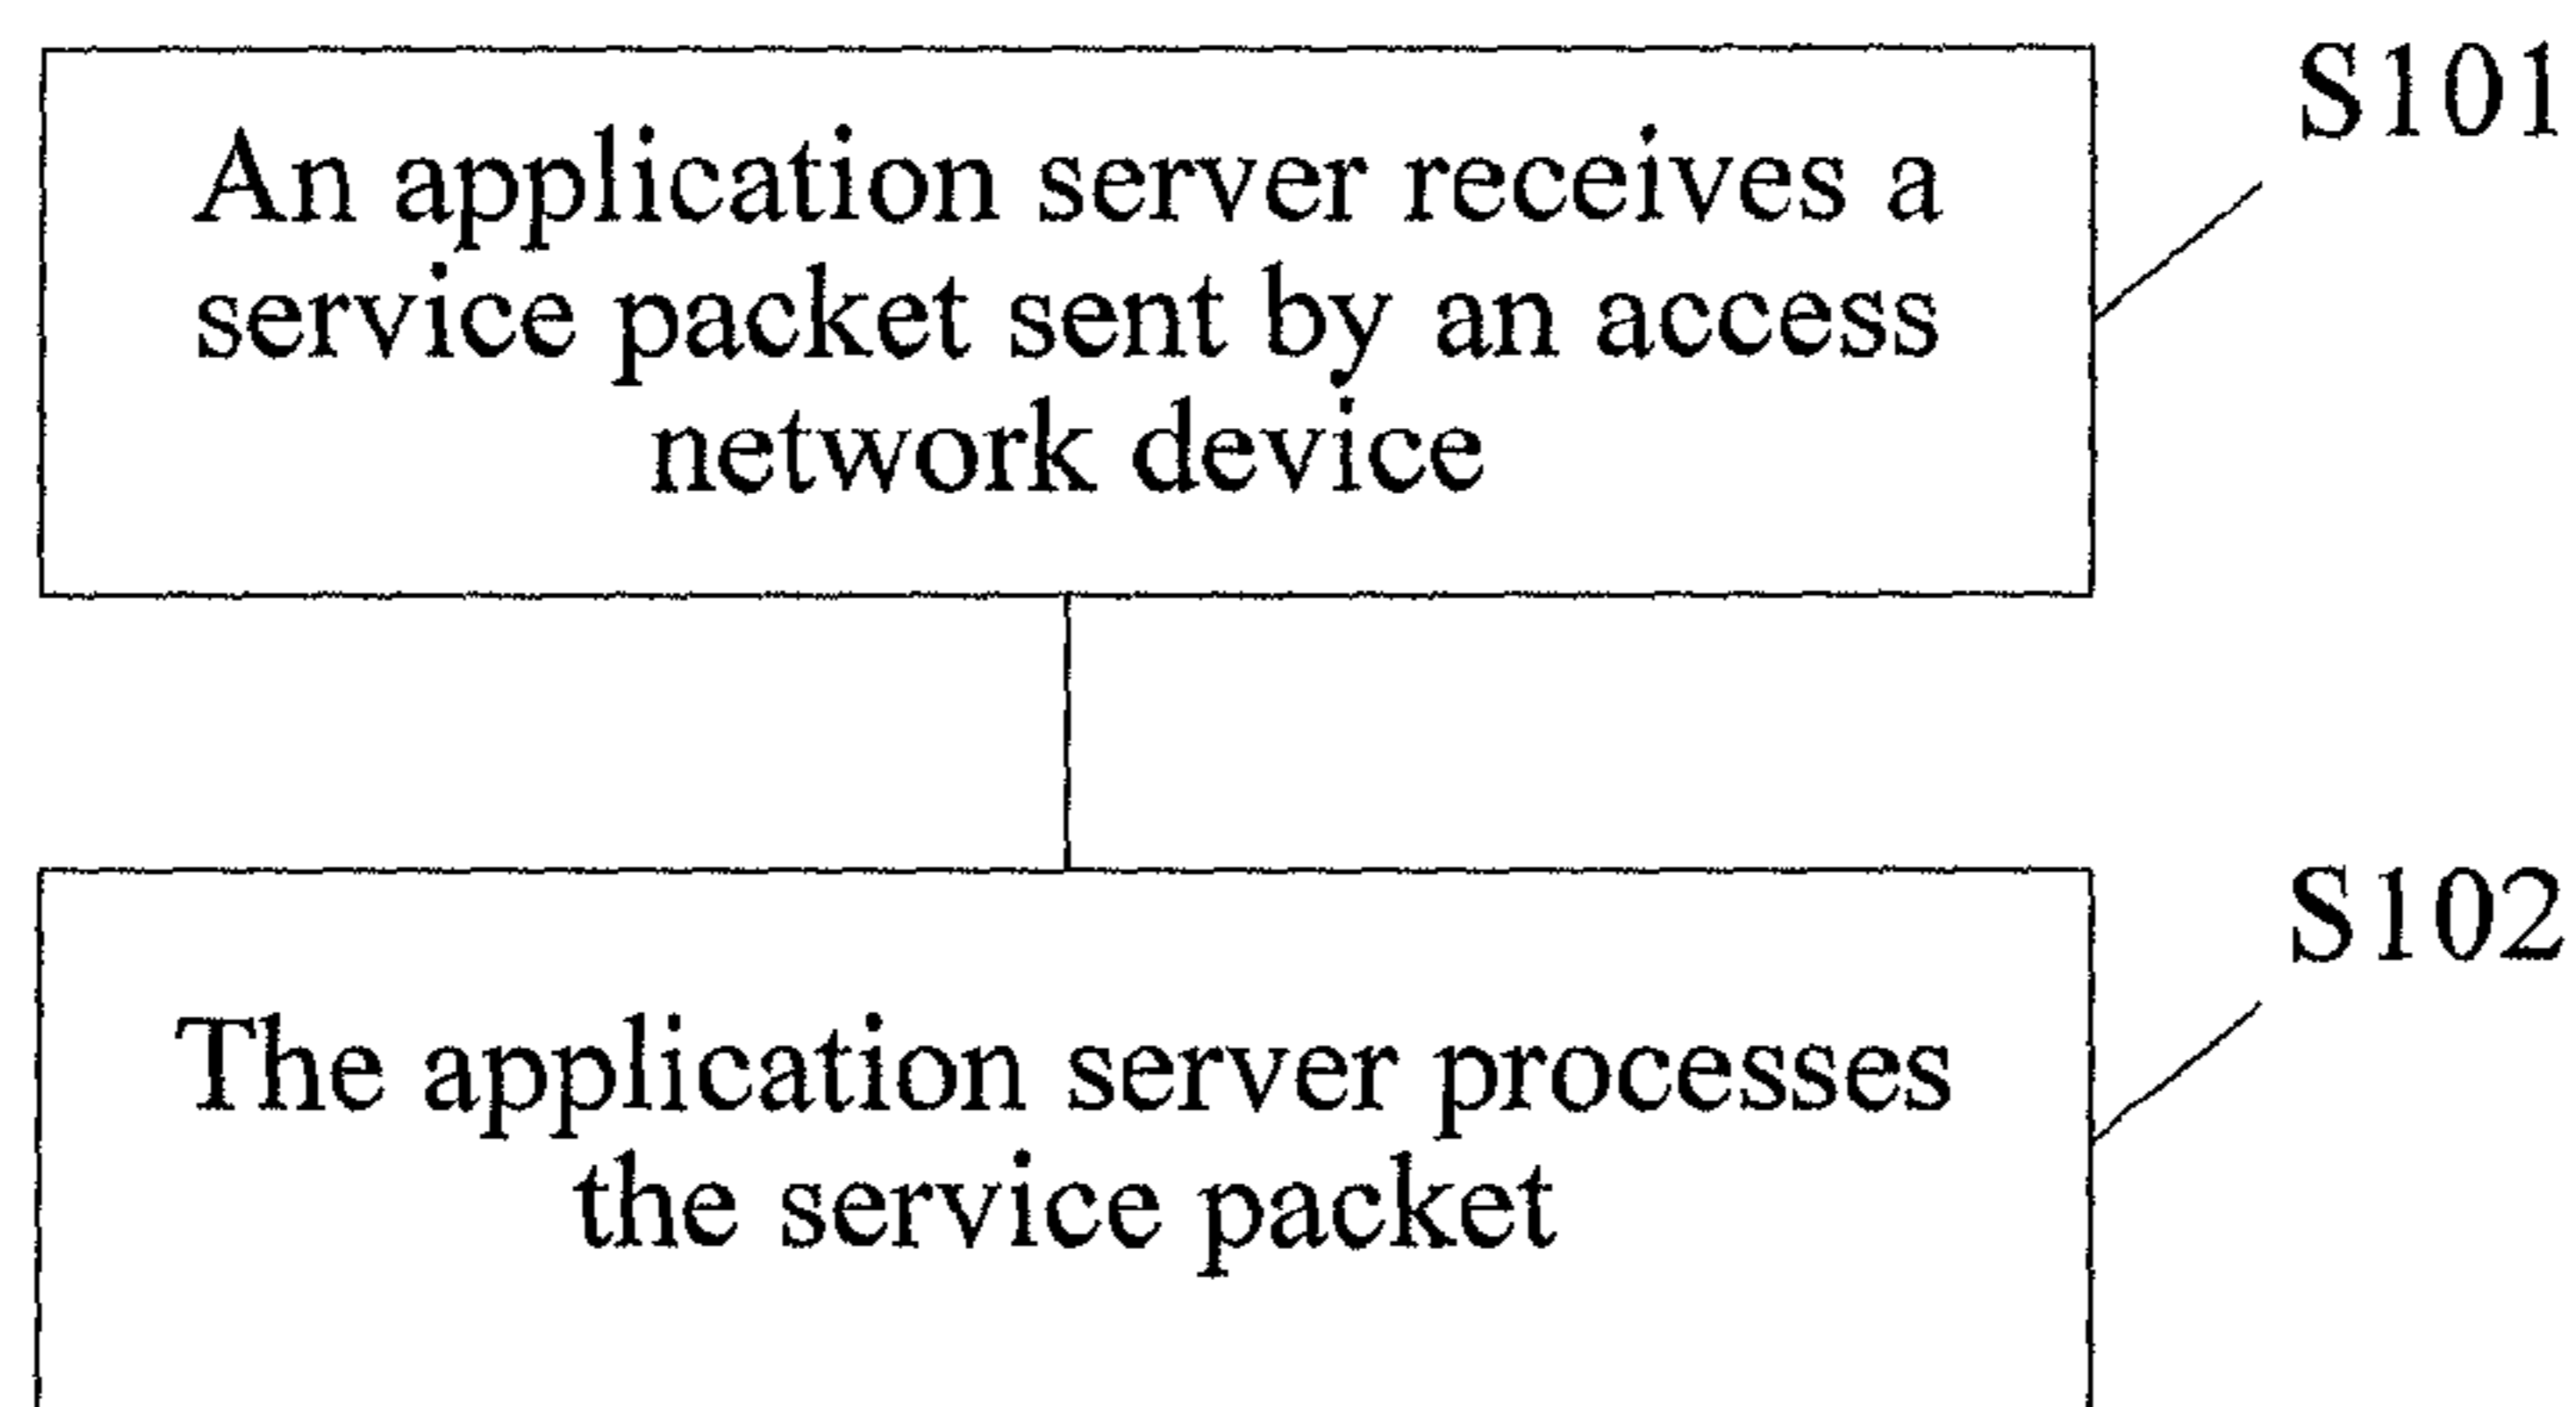 S101
An application server receives a
service packet sent by an access
network device
S102
The application server processes
the service packet